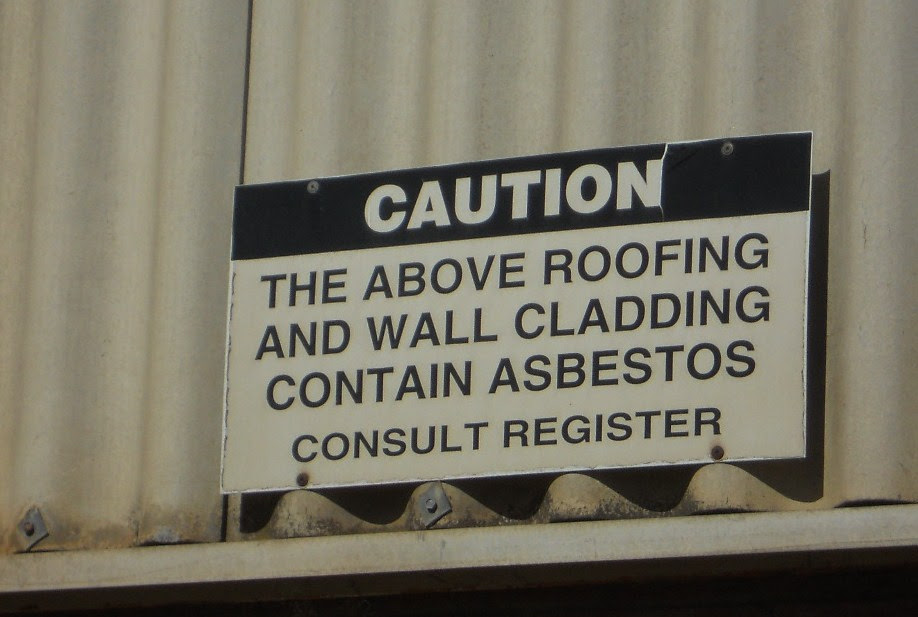 CAUTION
THE ABOVE ROOFING
AND WALL CLADDING
CONTAIN ASBESTOS
CONSULT REGISTER